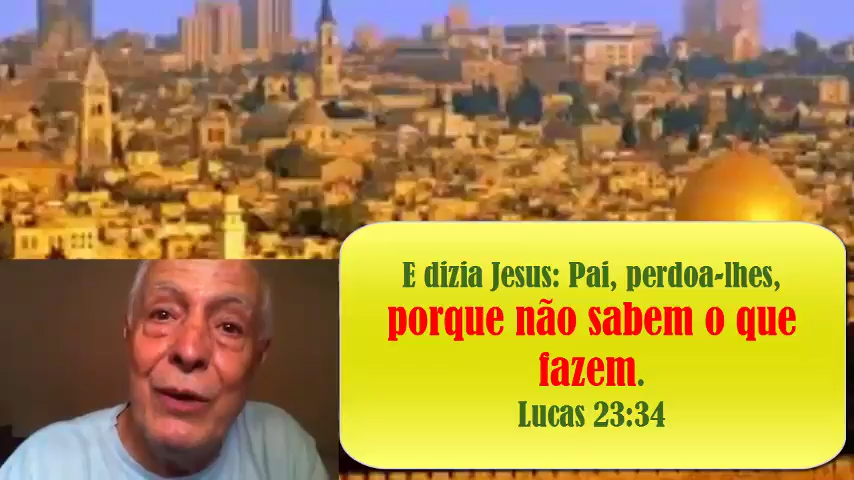 E dizia Jesus: Pai, perdoa-lhes,
porque não sabem o que
fazem.
Lucas 23:34